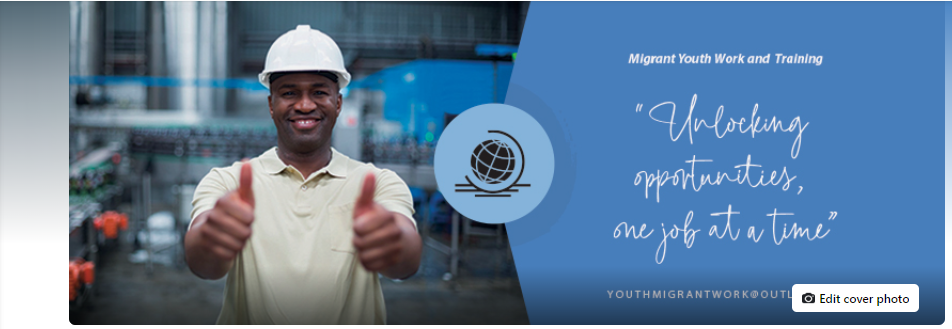 Migrant Youth Work and Training
"Unlocking
opportunities,
one job at a time"
YOUTHMIGRANTWORK@OUTL
Edit cover photo